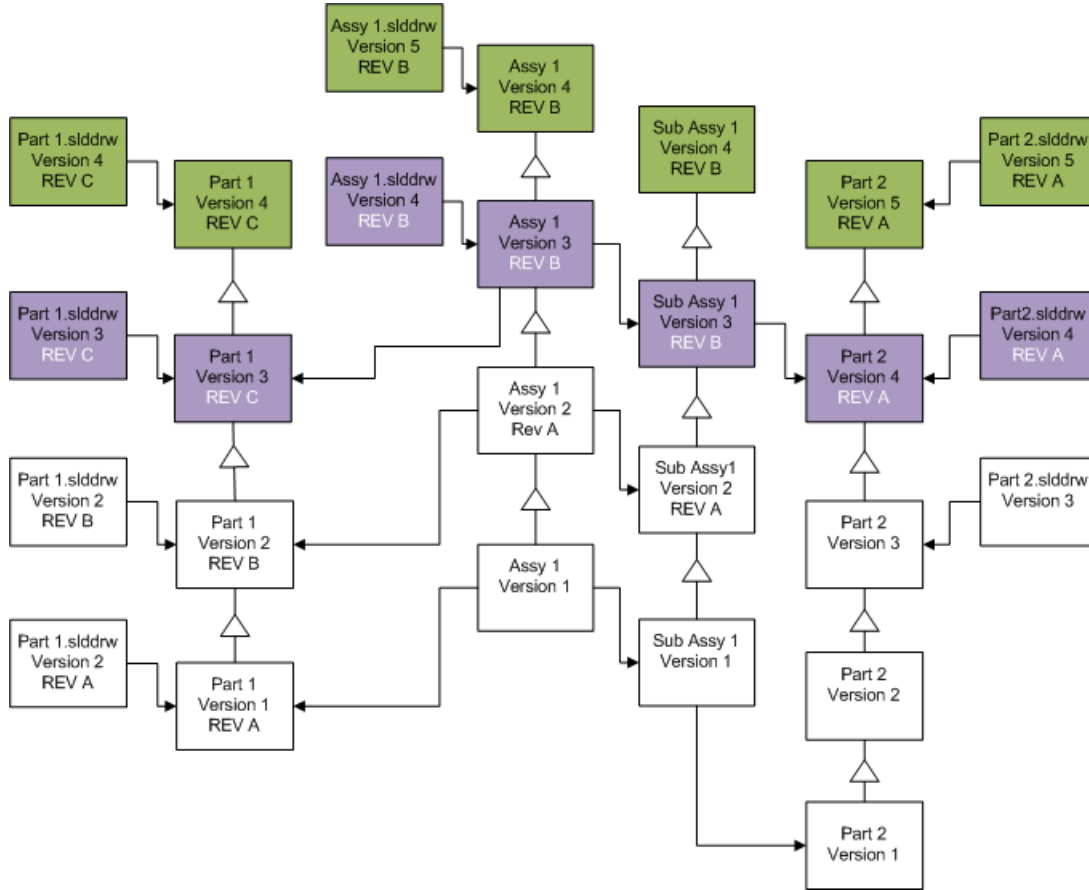 Assy 1.slddrw
Version 5
REV B
Assy 1
Version 4
REV B
Sub Assy 1
Version 4
REV B
Part 1.slddrw
Version 4
REV C
Part 2.slddrw
Version 5
REV A
Part 1
Version 4
REV C
Assy 1.slddrw
Version 4
REV B
Part 2
Version 5
REV A
Assy 1
Version 3
REV B
Part 1.slddrw
Version 3
REV C
Sub Assy 1
Version 3
REV B
Part2.slddrw
Version 4
REV A
Part 1
Version 3
REV C
Part 2
Version 4
REV A
Assy 1
Version 2
Rev A
Part 1.slddrw
Version 2
REV B
Sub Assy1
Version 2
REV A
Part 2.slddrw
Version 3
Part 1
Version 2
REV B
Part 2
Version 3
Assy 1
Version 1
Part 1.slddrw
Version 2
REV A
Sub Assy 1
Version 1
Part 1
Version 1
REV A
Part 2
Version 2
Part 2
Version 1